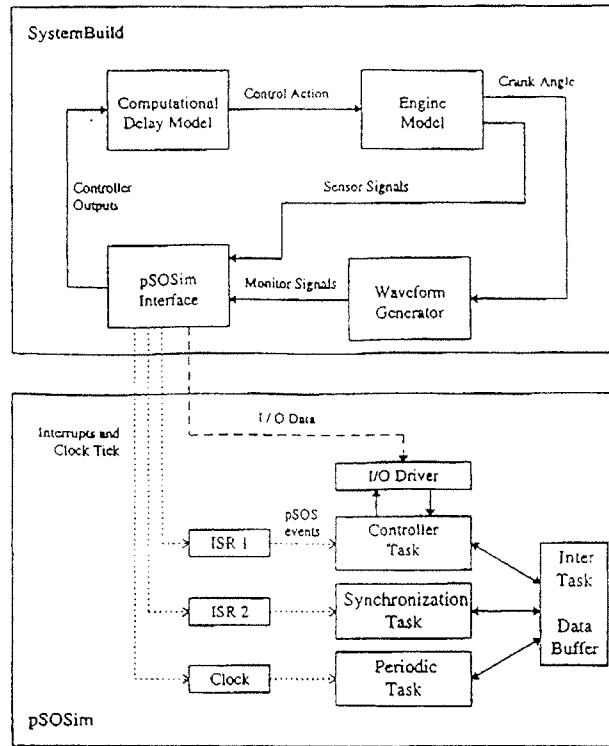 SystemBuild
Computational
Delay Model
Control Action
Engine
Model
Crank Angle
Controller
Outputs
Sensor Signals
pSOSim
Interface
Monitor Signals
Waveform
Generator
Interrupts and
Clock Tick
I / O Data
I/O Driver
pSOS
events
ISR 1
Controller
Task
Inter
Task
Data
Buffer
ISR 2
Synchronization
Task
Clock
Periodic
Task
pSOSim